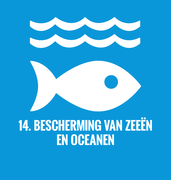 14. BESCHERMING VAN ZEEËN
EN OCEANEN